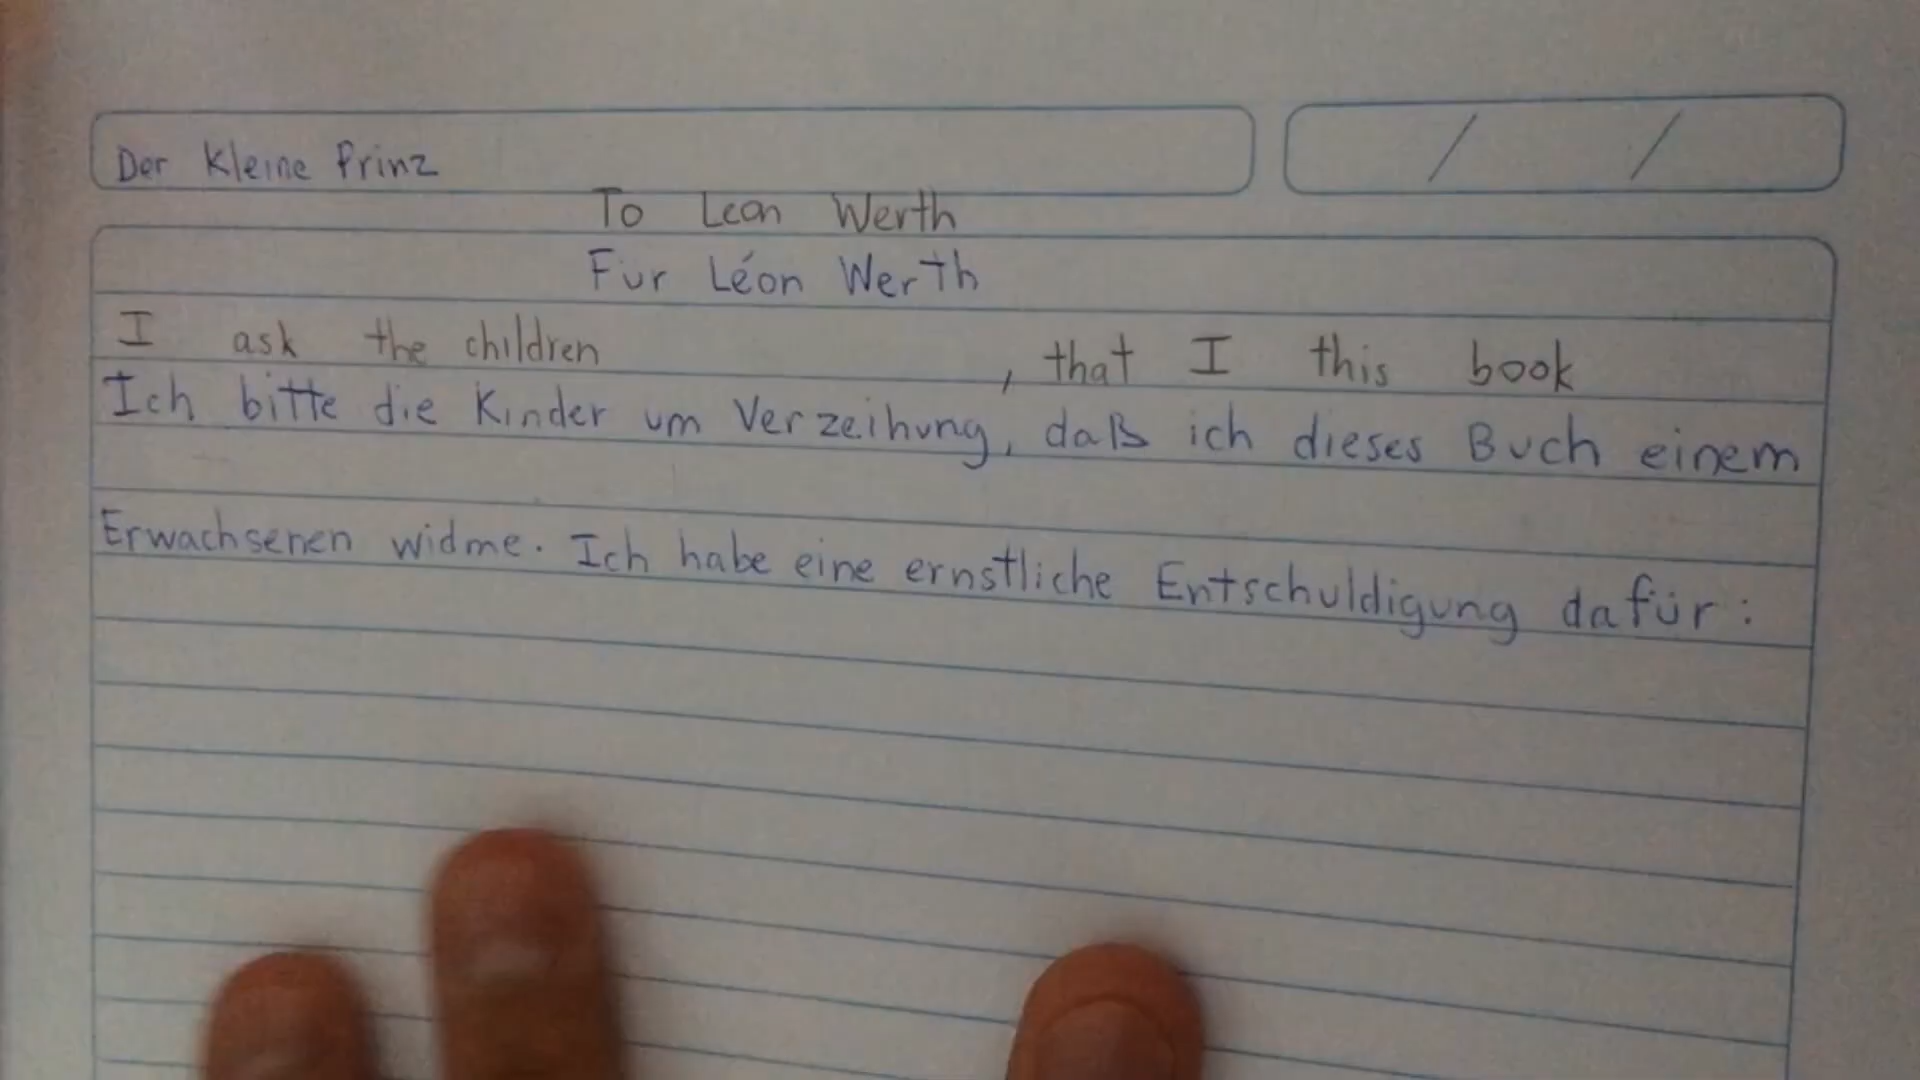 Der Kleine Prinz
To Leon Werth
Für Léon Werth
I ask the children , that I this book
Ich bitte die Kinder um Verzeihung, daß ich dieses Buch einem
Erwachsenen widme. Ich habe eine ernstliche Entschuldigung dafür: